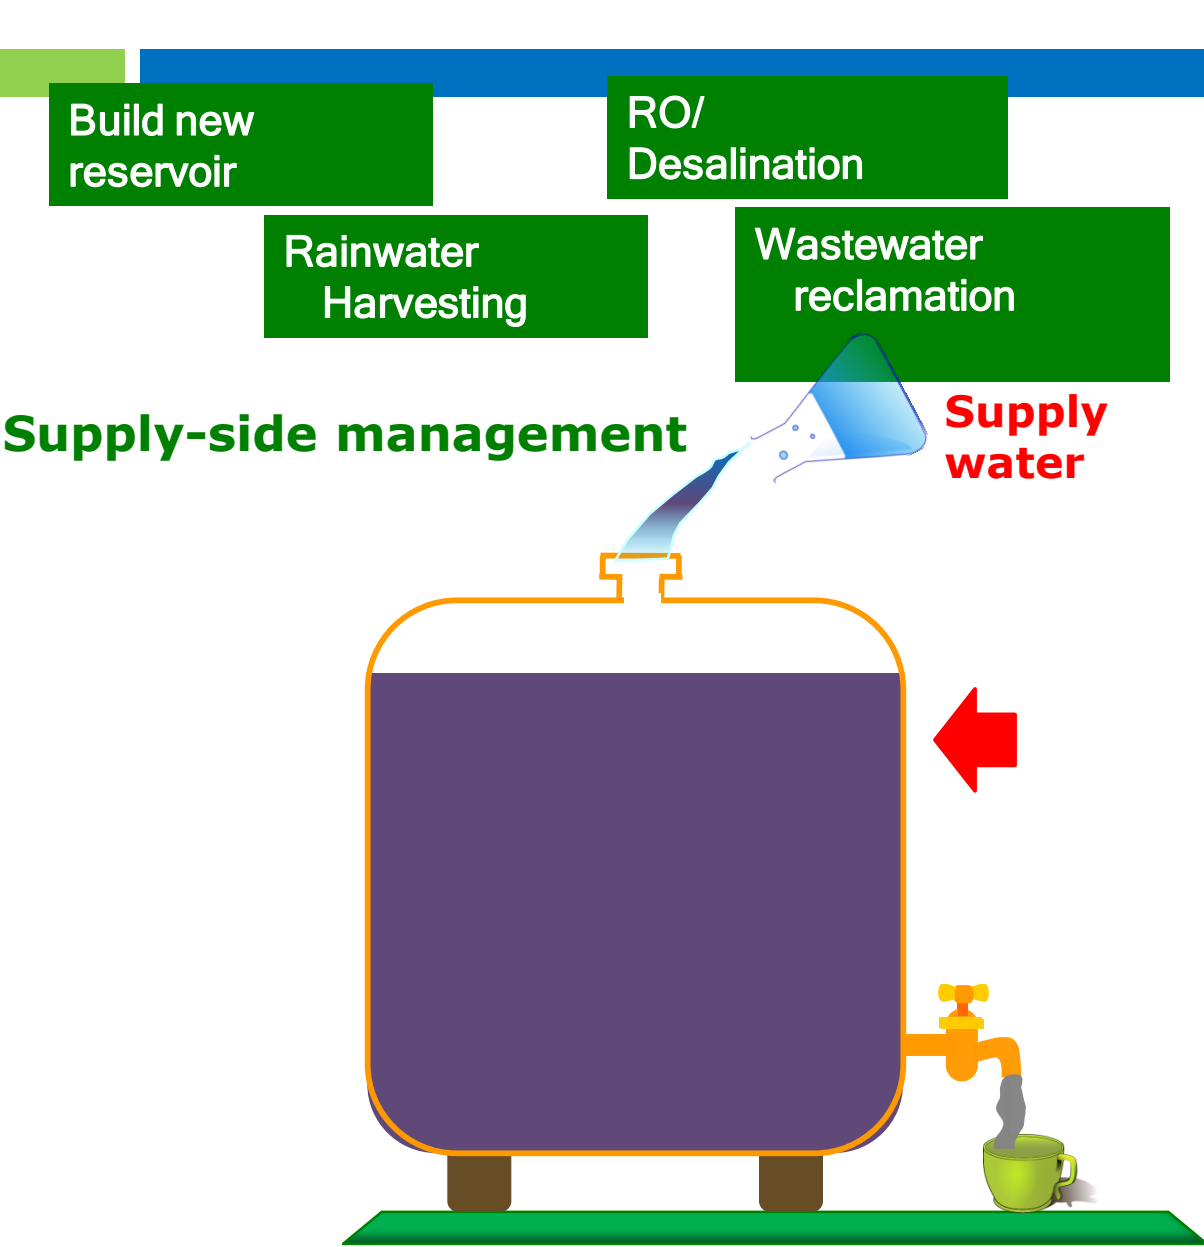 Build new
reservoir
RO/
Desalination
Rainwater
Harvesting
Wastewater
reclamation
Supply-side management
Supply
water